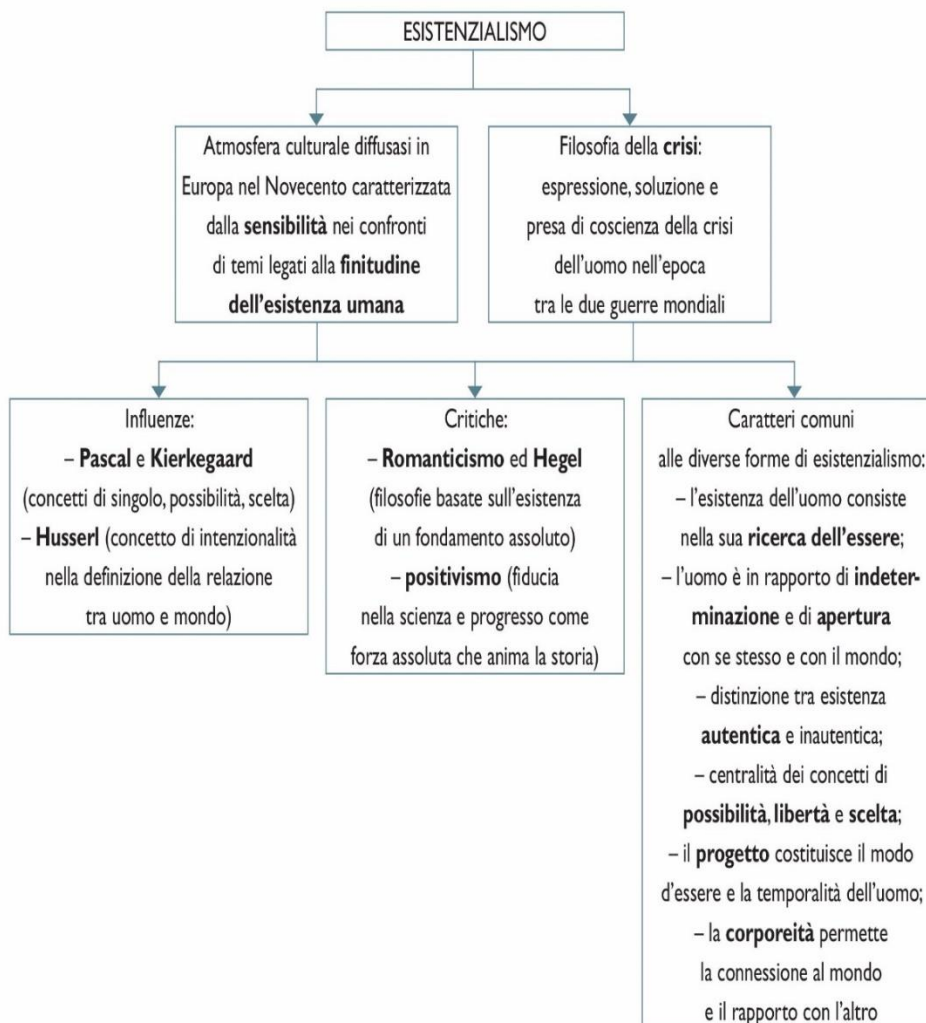 ESISTENZIALISMO
Atmosfera culturale diffusasi in
Europa nel Novecento caratterizzata
dalla sensibilità nei confronti
di temi legati alla finitudine
dell'esistenza umana
Filosofia della crisi:
espressione, soluzione e
presa di coscienza della crisi
dell'uomo nell'epoca
tra le due guerre mondiali
Influenze:
– Pascal e Kierkegaard
(concetti di singolo, possibilità, scelta)
– Husserl (concetto di intenzionalità
nella definizione della relazione
tra uomo e mondo)
Critiche:
– Romanticismo ed Hegel
(filosofie basate sull'esistenza
di un fondamento assoluto)
– positivismo (fiducia
nella scienza e progresso come
forza assoluta che anima la storia)
Caratteri comuni
alle diverse forme di esistenzialismo:
– l'esistenza dell'uomo consiste
nella sua ricerca dell'essere;
– l'uomo è in rapporto di indeter-
minazione e di apertura
con se stesso e con il mondo;
– distinzione tra esistenza
autentica e inautentica;
– centralità dei concetti di
possibilità, libertà e scelta;
– il progetto costituisce il modo
d'essere e la temporalità dell'uomo;
– la corporeità permette
la connessione al mondo
e il rapporto con l'altro